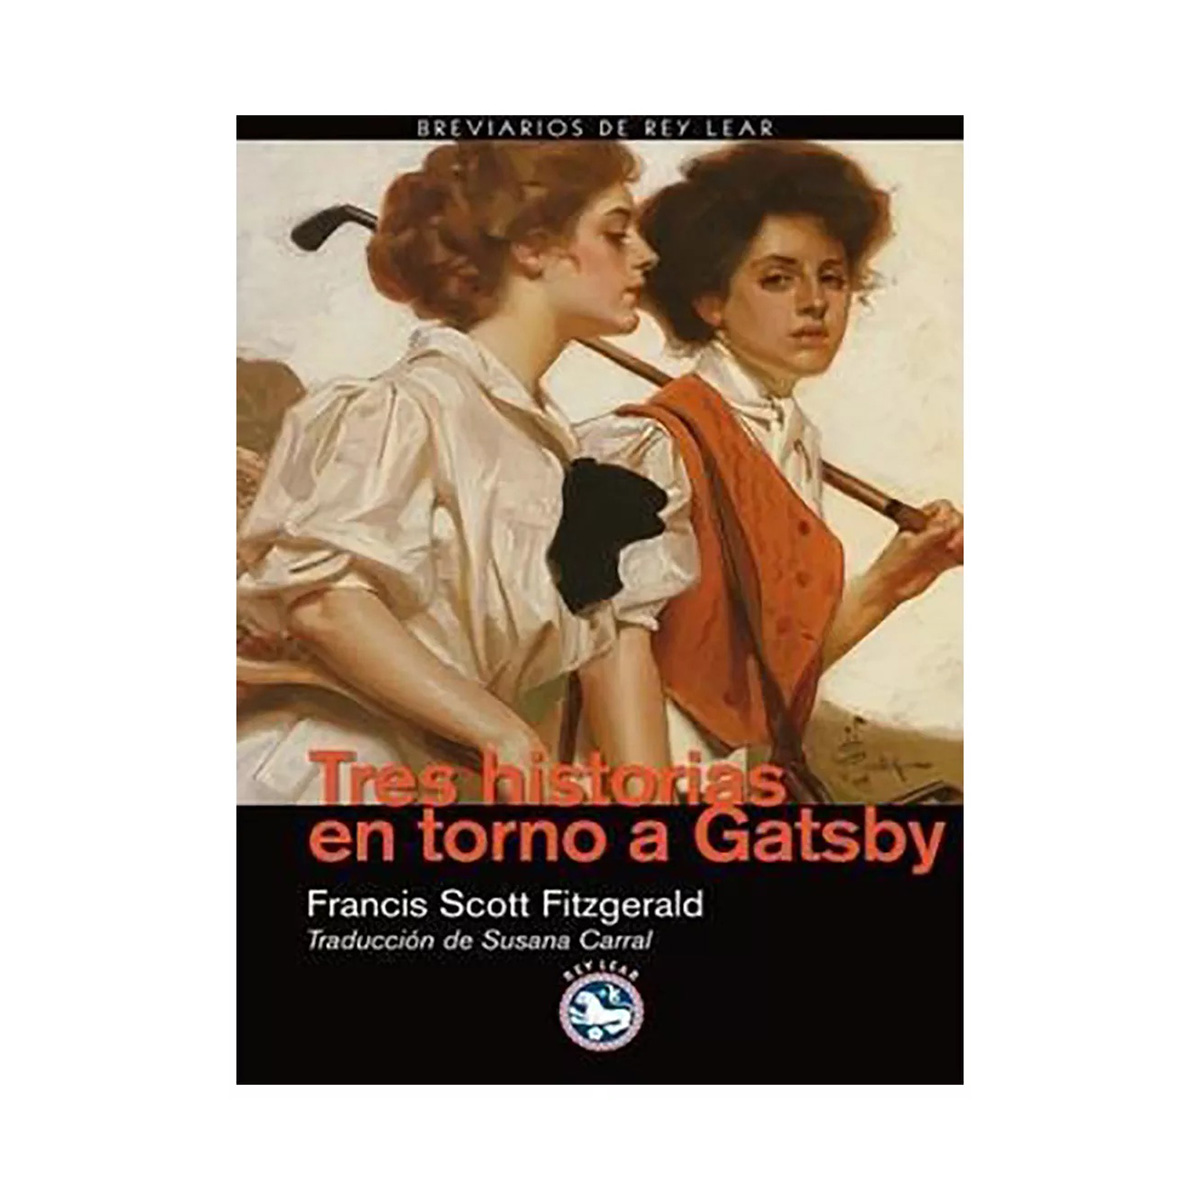 BREVIARIOS DE REY LEAR
Tres historias
en torno a Gatsby
Francis Scott Fitzgerald
Traducción de Susana Carral
REY LEAR